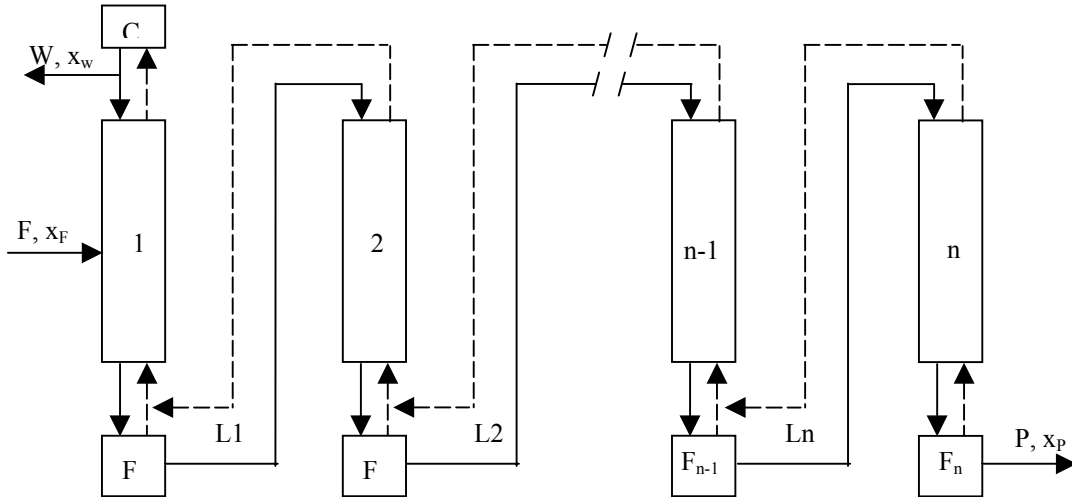 C
W, x_w
F, x_F
1
2
n-1
n
L1
L2
Ln
F
F
F_{n-1}
F_n
P, x_P